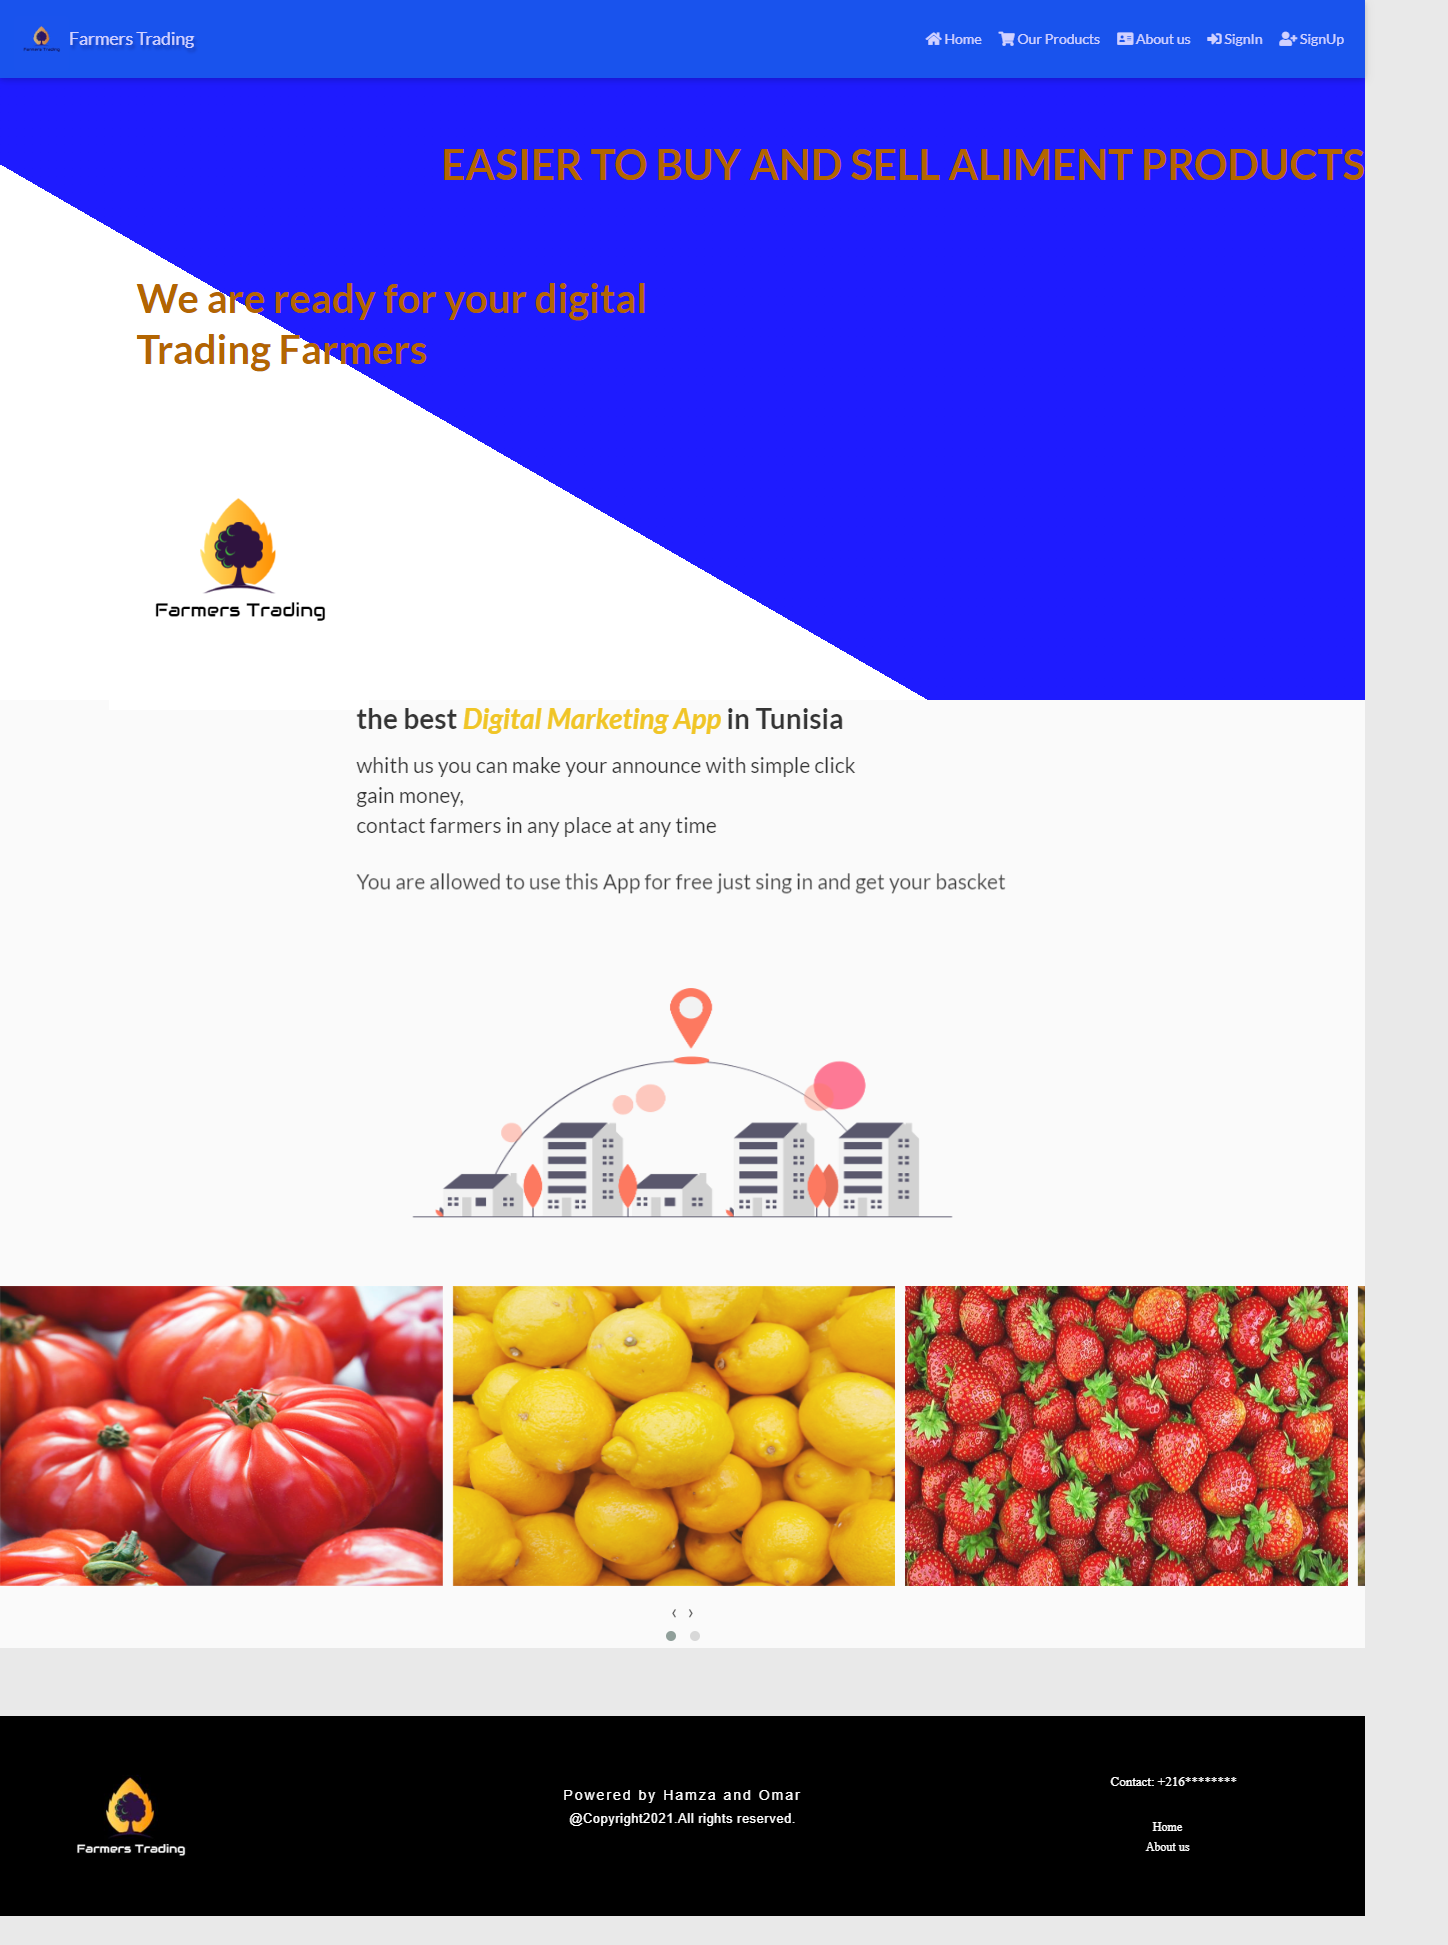 Farmers Trading
Farmers Trading
Home Our Products About us SignIn SignUp
EASIER TO BUY AND SELL ALIMENT PRODUCTS
We are ready for your digital
Trading Farmers
Farmers Trading
the best Digital Marketing App in Tunisia
whith us you can make your announce with simple click
gain money,
contact farmers in any place at any time
You are allowed to use this App for free just sing in and get your bascket
‹ ›
Farmers Trading
Powered by Hamza and Omar
@Copyright2021.All rights reserved.
Contact: +216********
Home
About us